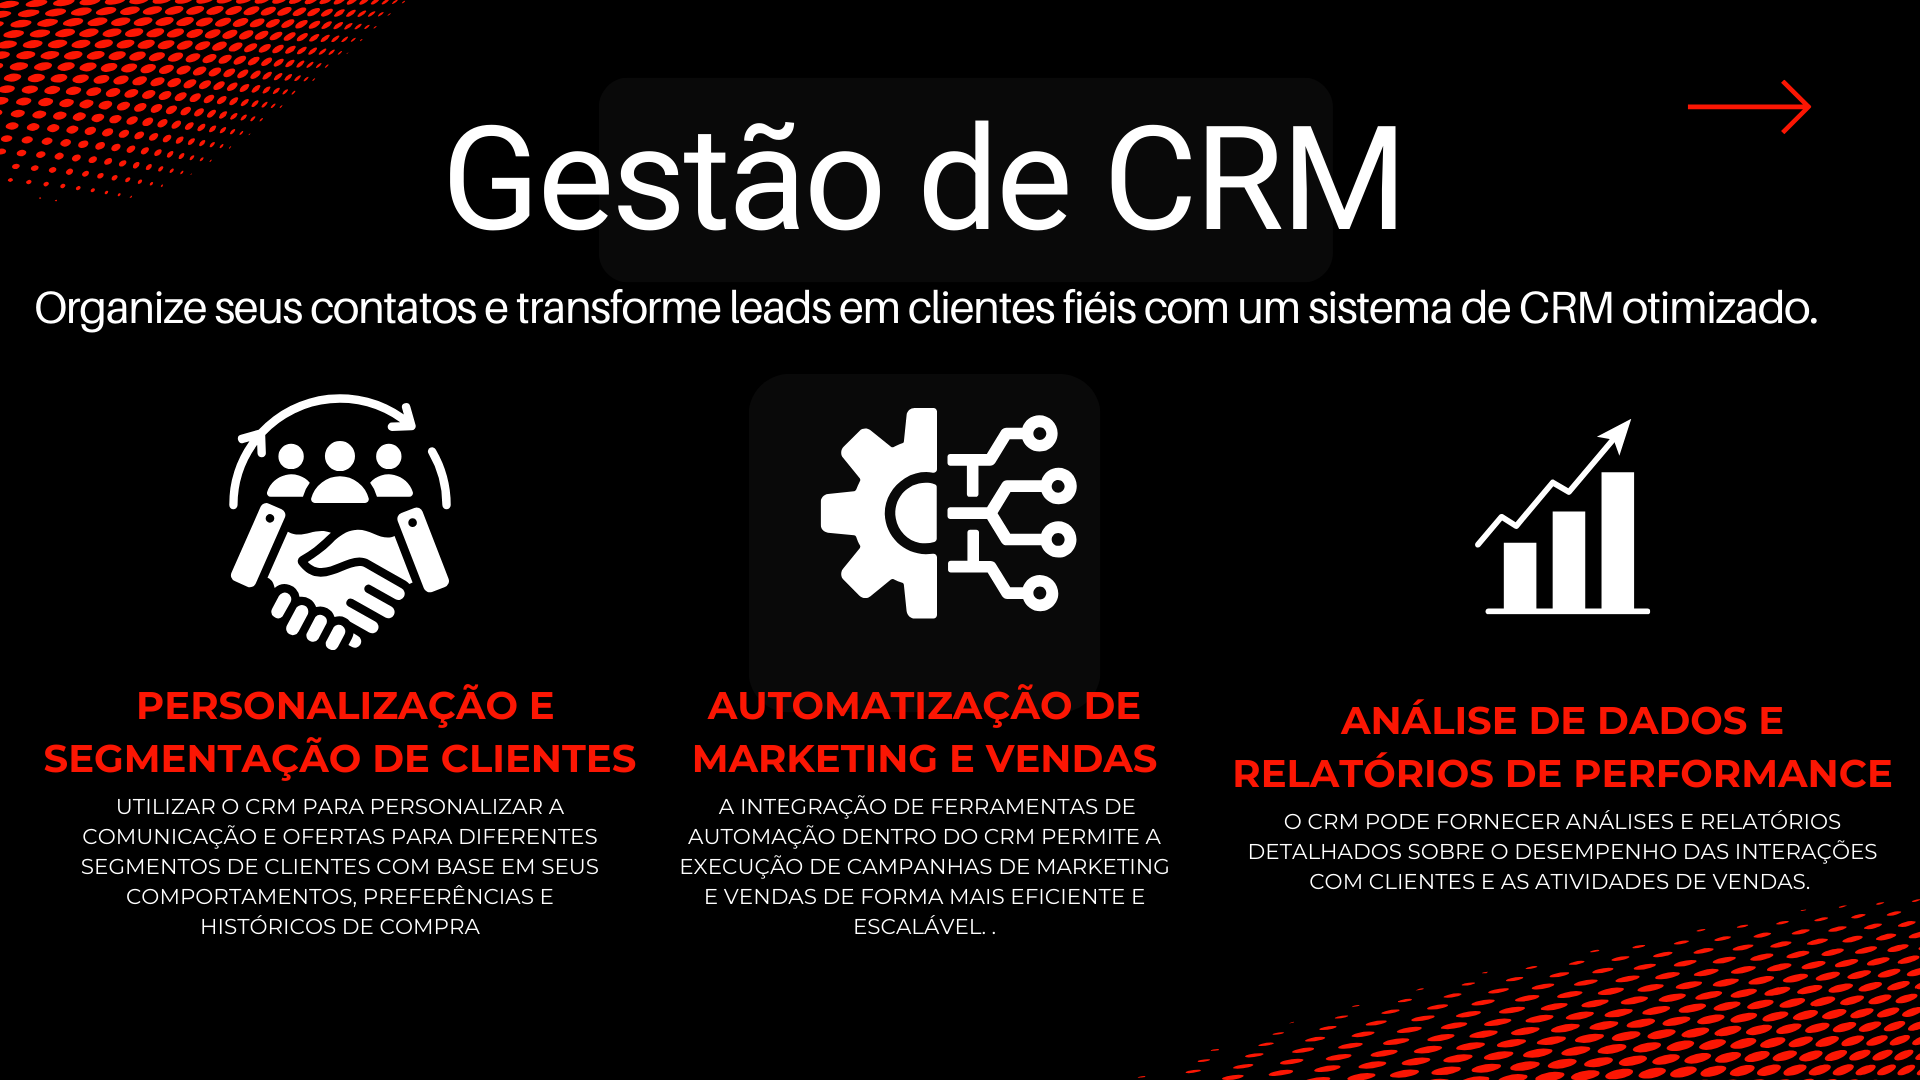 Gestão de CRM
Organize seus contatos e transforme leads em clientes fiéis com um sistema de CRM otimizado.
PERSONALIZAÇÃO E
SEGMENTAÇÃO DE CLIENTES
UTILIZAR O CRM PARA PERSONALIZAR A
COMUNICAÇÃO E OFERTAS PARA DIFERENTES
SEGMENTOS DE CLIENTES COM BASE EM SEUS
COMPORTAMENTOS, PREFERÊNCIAS E
HISTÓRICOS DE COMPRA
AUTOMATIZAÇÃO DE
MARKETING E VENDAS
A INTEGRAÇÃO DE FERRAMENTAS DE
AUTOMAÇÃO DENTRO DO CRM PERMITE A
EXECUÇÃO DE CAMPANHAS DE MARKETING
E VENDAS DE FORMA MAIS EFICIENTE E
ESCALÁVEL. .
ANÁLISE DE DADOS E
RELATÓRIOS DE PERFORMANCE
O CRM PODE FORNECER ANÁLISES E RELATÓRIOS
DETALHADOS SOBRE O DESEMPENHO DAS INTERAÇÕES
COM CLIENTES E AS ATIVIDADES DE VENDAS.